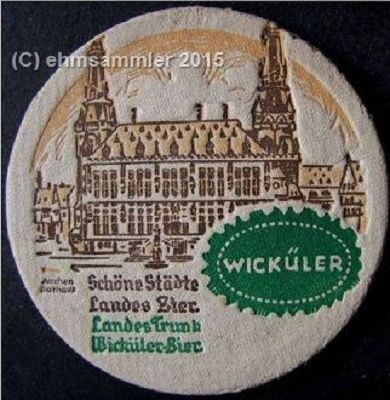 (C) ehmsammler 2015
WICKÜLER
Aachen
Rathaus
Schöne Städte
Landes Zier
Landes Trunk
Wicküler-Bier